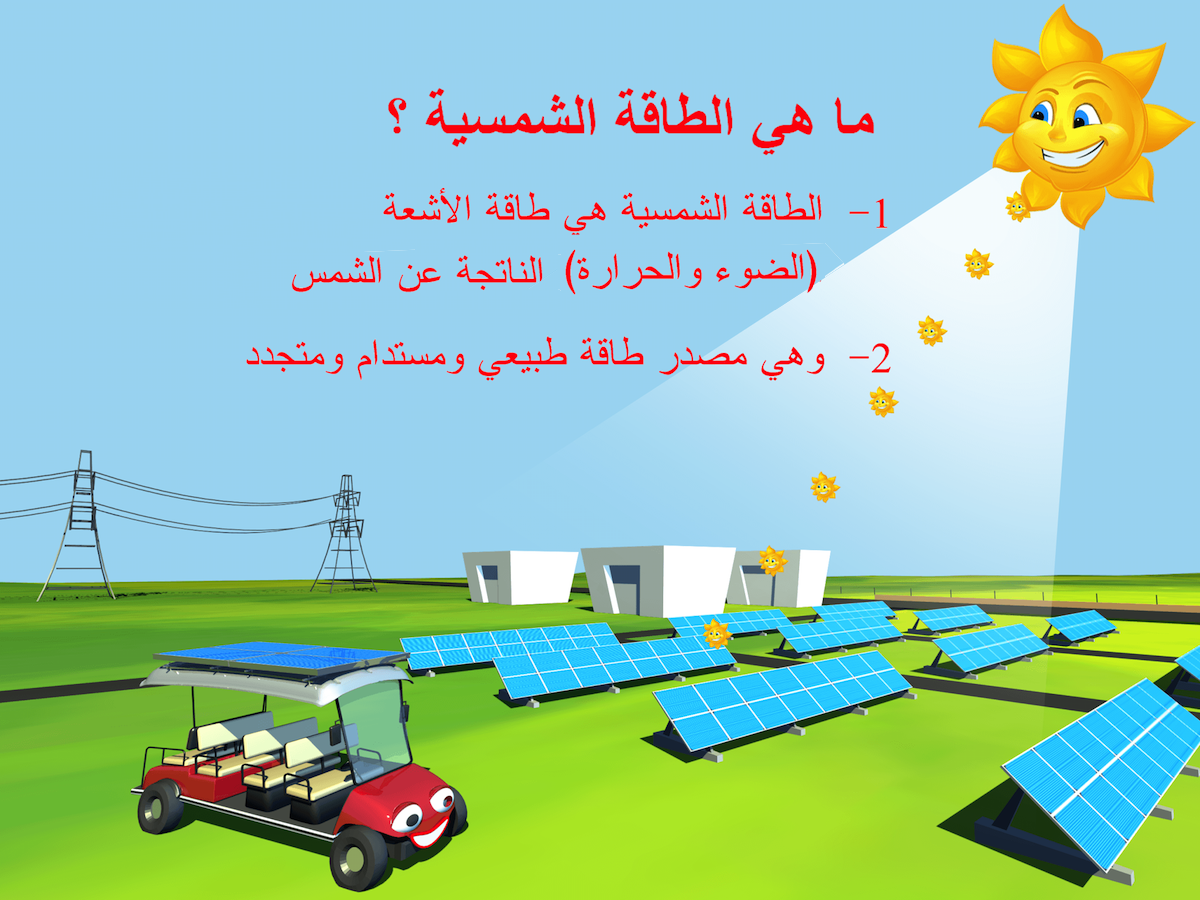 ما هي الطاقة الشمسية ؟
1- الطاقة الشمسية هي طاقة الأشعة
(الضوء والحرارة) الناتجة عن الشمس
2- وهي مصدر طاقة طبيعي ومستدام ومتجدد